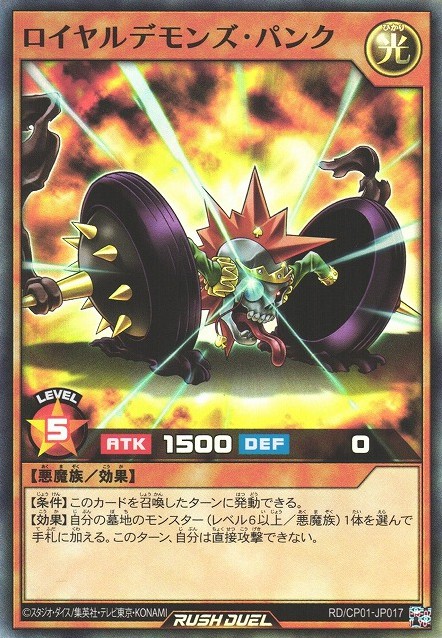 ロイヤルデモンズ・パンク
ひかり
光
LEVEL
5
ATK 1500 DEF 0
【悪魔族/効果】
【条件】このカードを召喚したターンに発動できる。
【効果】自分の墓地のモンスター(レベル6以上/悪魔族)1体を選んで
手札に加える。このターン、自分は直接攻撃できない。
©スタジオ・ダイス/集英社・テレビ東京・KONAMI
RUSH DUEL
RD/CP01-JP017